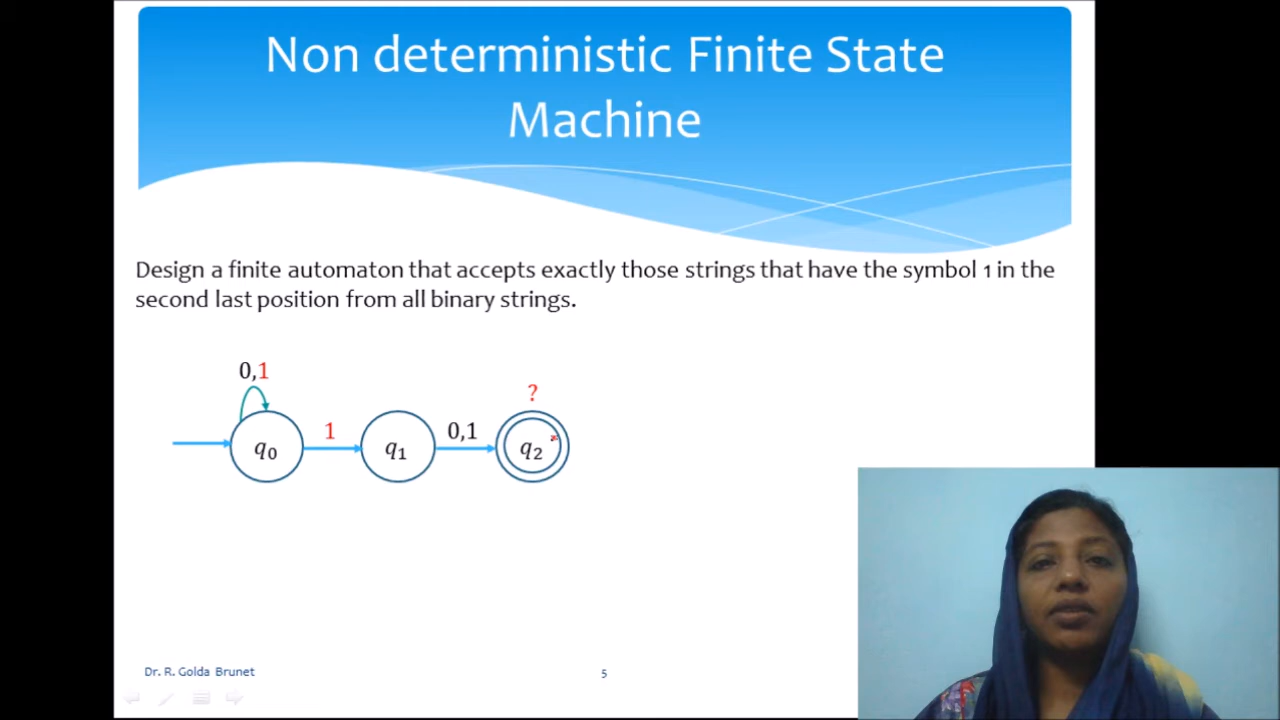 Non deterministic Finite State
Machine
Design a finite automaton that accepts exactly those strings that have the symbol 1 in the
second last position from all binary strings.
0,1
?
1
0,1
q₀
q₁
q₂
Dr. R. Golda Brunet
5